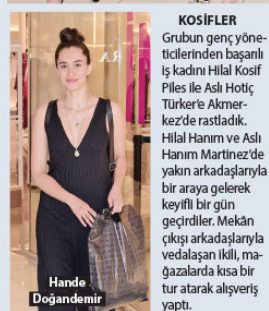 KOSİFLER
Grubun genç yöne-
ticilerinden başarılı
iş kadını Hilal Kosif
Piles ile Aslı Hotiç
Türker'e Akmer-
kez'de rastladık.
Hilal Hanım ve Aslı
Hanım Martinez'de
yakın arkadaşlarıyla
bir araya gelerek
keyifli bir gün
geçirdiler. Mekân
çıkışı arkadaşlarıyla
vedalaşan ikili, ma-
ğazalarda kısa bir
tur atarak alışveriş
yaptı.
Hande
Doğandemir